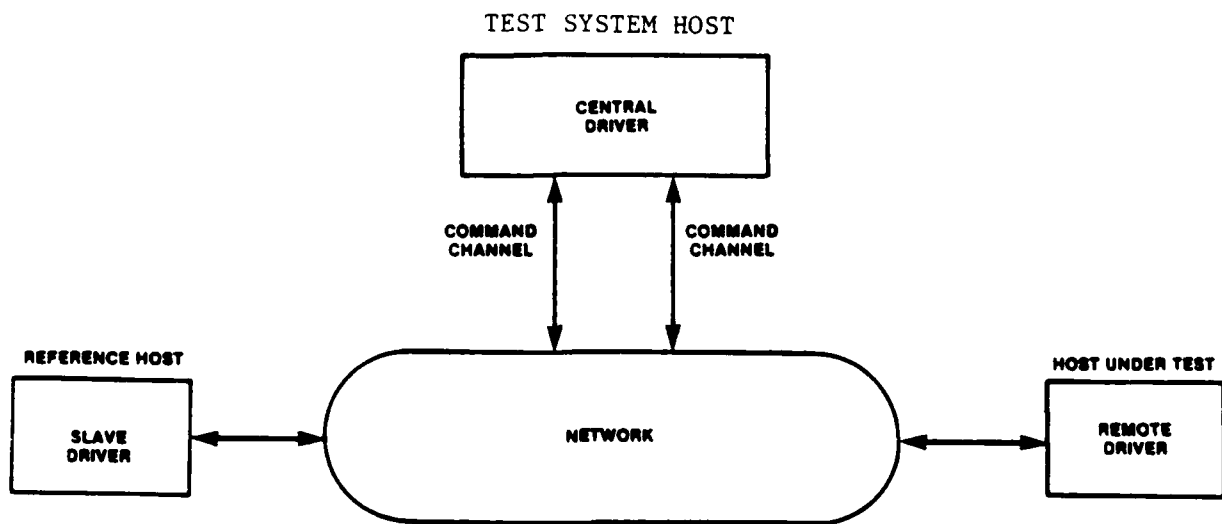 TEST SYSTEM HOST
CENTRAL
DRIVER
COMMAND
CHANNEL
COMMAND
CHANNEL
REFERENCE HOST
SLAVE
DRIVER
NETWORK
HOST UNDER TEST
REMOTE
DRIVER